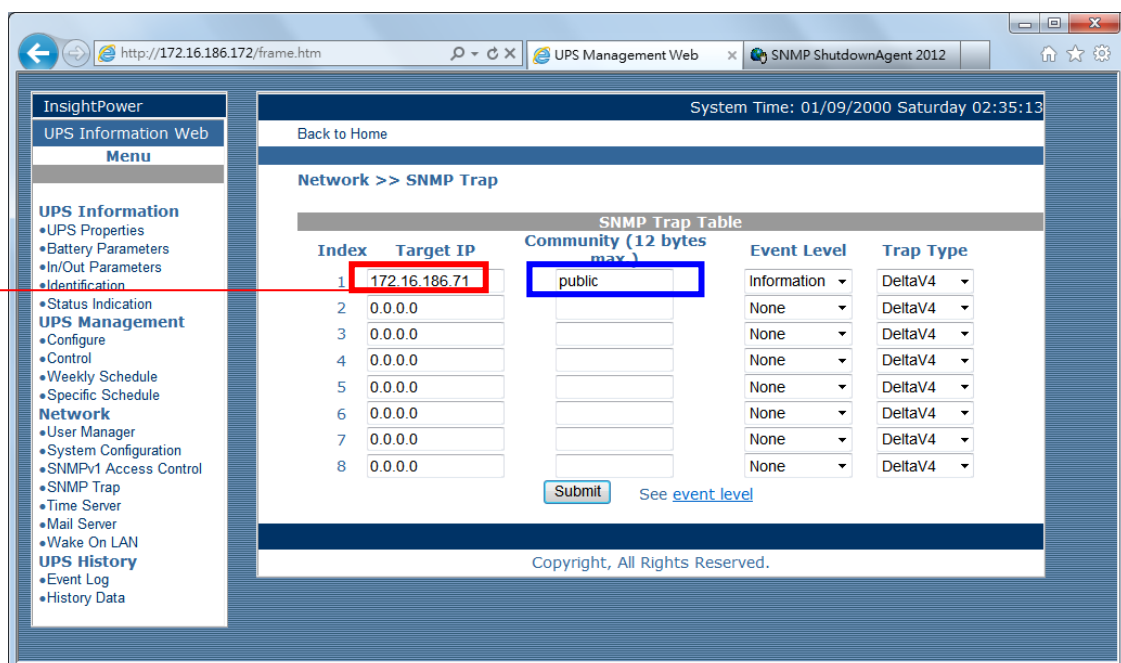 http://172.16.186.172/frame.htm
UPS Management Web
SNMP ShutdownAgent 2012
InsightPower
UPS Information Web
Menu
UPS Information
•UPS Properties
•Battery Parameters
•In/Out Parameters
•Identification
•Status Indication
UPS Management
•Configure
•Control
•Weekly Schedule
•Specific Schedule
Network
•User Manager
•System Configuration
•SNMPv1 Access Control
•SNMP Trap
•Time Server
•Mail Server
•Wake On LAN
UPS History
•Event Log
•History Data
System Time: 01/09/2000 Saturday 02:35:13
Back to Home
Network >> SNMP Trap
SNMP Trap Table
Index Target IP Community (12 bytes max.) Event Level Trap Type
1 172.16.186.71 public Information DeltaV4
2 0.0.0.0 None DeltaV4
3 0.0.0.0 None DeltaV4
4 0.0.0.0 None DeltaV4
5 0.0.0.0 None DeltaV4
6 0.0.0.0 None DeltaV4
7 0.0.0.0 None DeltaV4
8 0.0.0.0 None DeltaV4
Submit See event level
Copyright, All Rights Reserved.